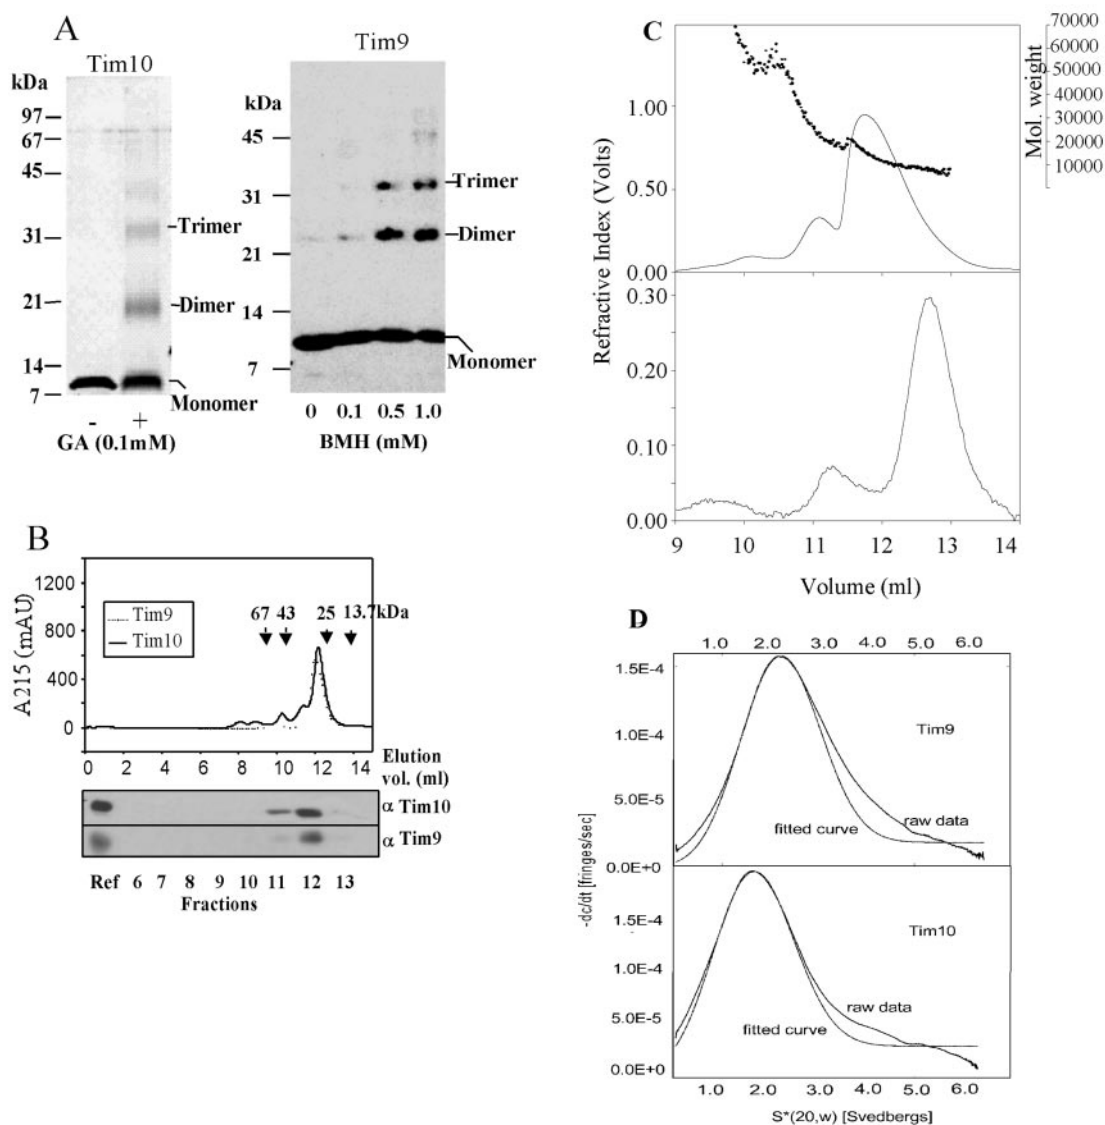 A
Tim10
kDa
97
67
45
31
21
14
7
Trimer
Dimer
Monomer
- +
GA (0.1mM)
Tim9
kDa
45
31
21
14
7
Trimer
Dimer
Monomer
0 0.1 0.5 1.0
BMH (mM)
B
A215 (mAU)
1200
800
400
0
Tim9
Tim10
67 43 25 13.7kDa
0 2 4 6 8 10 12 14
Elution
vol. (ml)
α Tim10
α Tim9
Ref 6 7 8 9 10 11 12 13
Fractions
C
Refractive Index (Volts)
1.00
0.50
0.00
0.30
0.20
0.10
0.00
Mol. weight
70000
60000
50000
40000
30000
20000
10000
9 10 11 12 13 14
Volume (ml)
D
1.0 2.0 3.0 4.0 5.0 6.0
-dc/dt [fringes/sec]
1.5E-4
1.0E-4
5.0E-5
0.0E+0
Tim9
raw data
fitted curve
1.5E-4
1.0E-4
5.0E-5
0.0E+0
Tim10
raw data
fitted curve
1.0 2.0 3.0 4.0 5.0 6.0
S*(20,w) [Svedbergs]